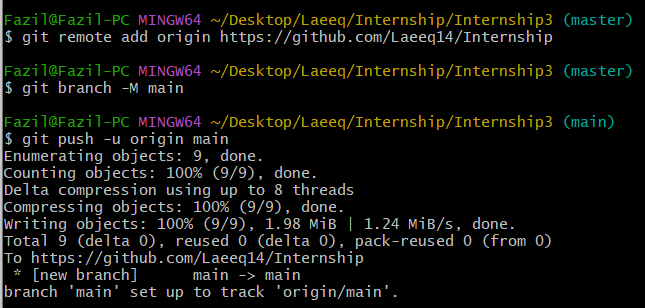 Fazil@Fazil-PC MINGW64 ~/Desktop/Laeeq/Internship/Internship3 (master)
$ git remote add origin https://github.com/Laeeq14/Internship
Fazil@Fazil-PC MINGW64 ~/Desktop/Laeeq/Internship/Internship3 (master)
$ git branch -M main
Fazil@Fazil-PC MINGW64 ~/Desktop/Laeeq/Internship/Internship3 (main)
$ git push -u origin main
Enumerating objects: 9, done.
Counting objects: 100% (9/9), done.
Delta compression using up to 8 threads
Compressing objects: 100% (9/9), done.
Writing objects: 100% (9/9), 1.98 MiB | 1.24 MiB/s, done.
Total 9 (delta 0), reused 0 (delta 0), pack-reused 0 (from 0)
To https://github.com/Laeeq14/Internship
 * [new branch]      main -> main
branch 'main' set up to track 'origin/main'.